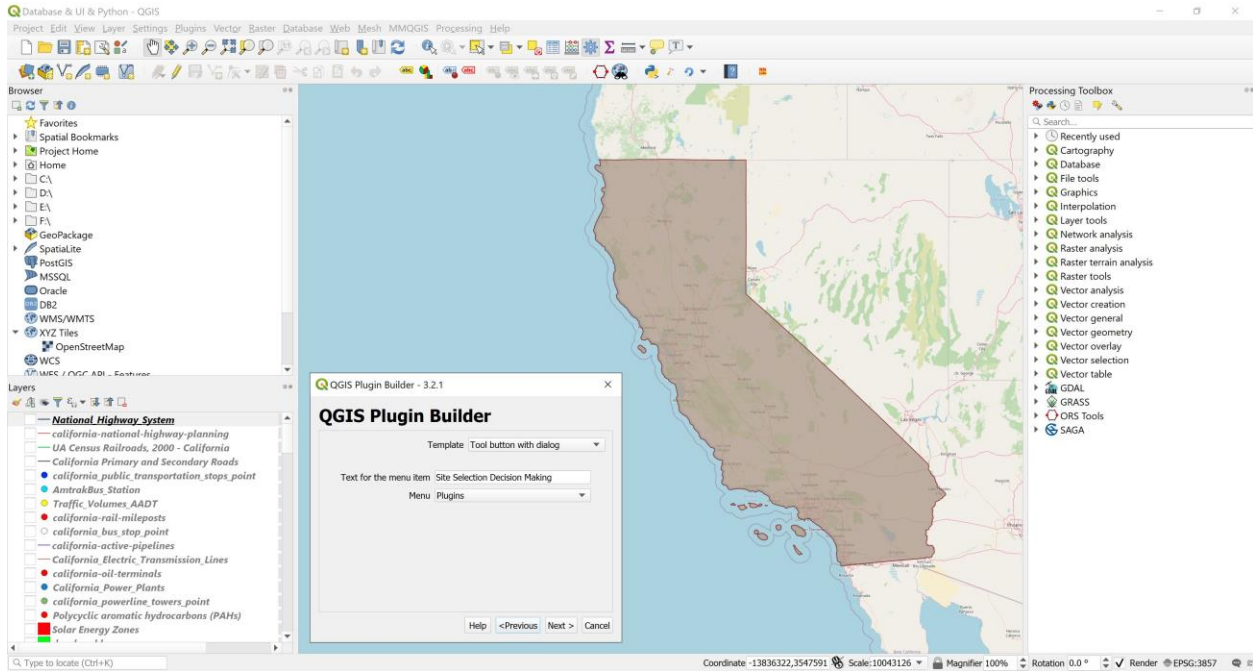 Database & UI & Python - QGIS
Project Edit View Layer Settings Plugins Vector Raster Database Web Mesh MMQGIS Processing Help
Browser
Favorites
Spatial Bookmarks
Project Home
Home
C:\
D:\
E:\
F:\
GeoPackage
SpatiaLite
PostGIS
MSSQL
Oracle
DB2
WMS/WMTS
XYZ Tiles
OpenStreetMap
WCS
WFS / OGC API - Features
Layers
National_Highway_System
california-national-highway-planning
UA Census Railroads, 2000 - California
California Primary and Secondary Roads
california_public_transportation_stops_point
AmtrakBus_Station
Traffic_Volumes_AADT
california-rail-mileposts
california_bus_stop_point
california-active-pipelines
California_Electric_Transmission_Lines
california-oil-terminals
California_Power_Plants
california_powerline_towers_point
Polycyclic aromatic hydrocarbons (PAHs)
Solar Energy Zones
QGIS Plugin Builder - 3.2.1
QGIS Plugin Builder
Template Tool button with dialog
Text for the menu item Site Selection Decision Making
Menu Plugins
Help <Previous Next > Cancel
Processing Toolbox
Search...
Recently used
Cartography
Database
File tools
Graphics
Interpolation
Layer tools
Network analysis
Raster analysis
Raster terrain analysis
Raster tools
Vector analysis
Vector creation
Vector general
Vector geometry
Vector overlay
Vector selection
Vector table
GDAL
GRASS
ORS Tools
SAGA
Type to locate (Ctrl+K)
Coordinate -13836322,3547591 Scale:10043126 Magnifier 100% Rotation 0.0 ° Render EPSG:3857